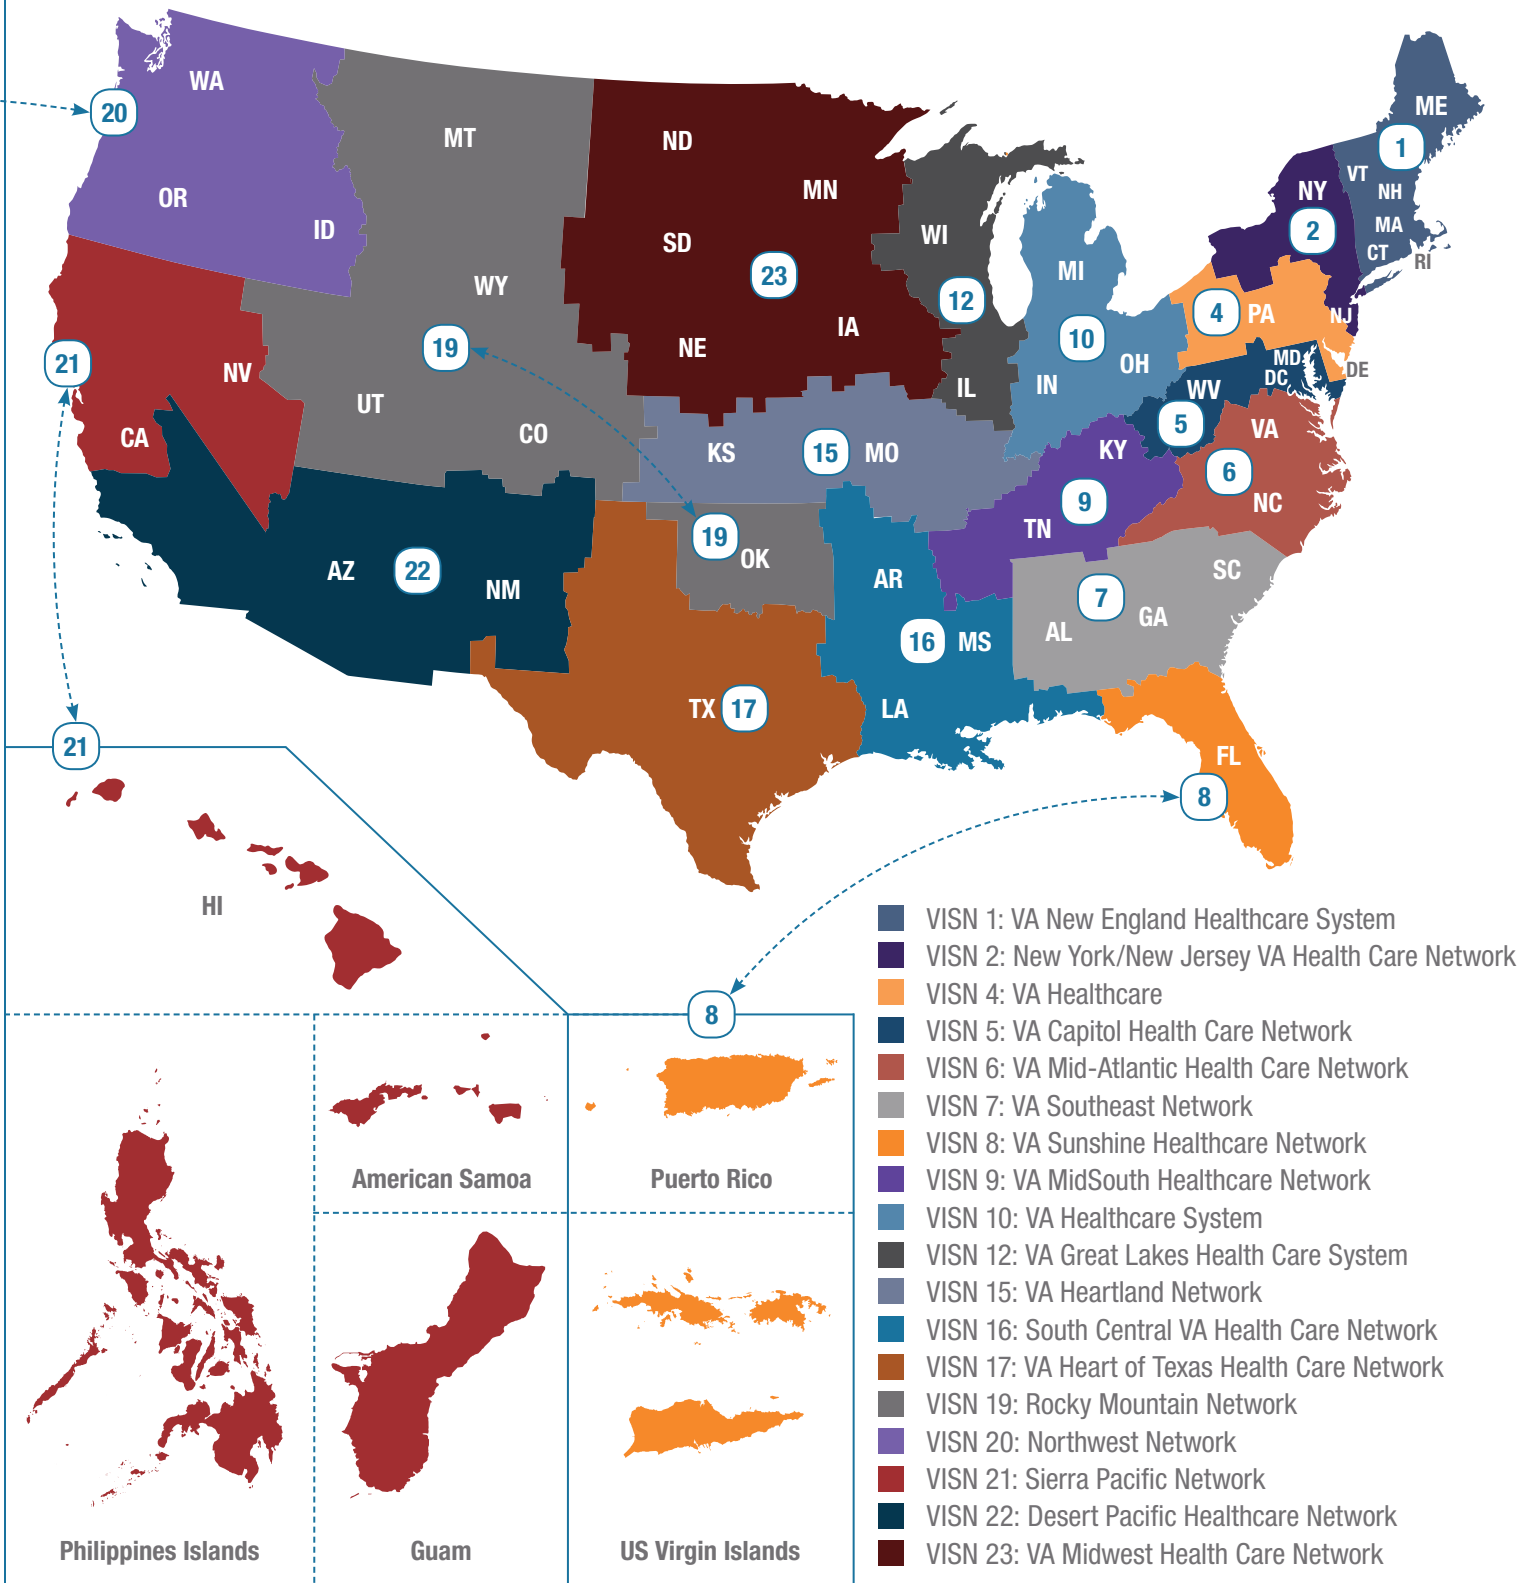 WA
20
MT
ND
ME
1
MN
VT
NH
NY
OR
ID
MA
2
WI
SD
CT
RI
MI
23
WY
12
4
PA
NJ
IA
10
19
NE
21
NV
OH
MD
DE
DC
IN
IL
WV
UT
CO
CA
5
VA
KS
15
MO
KY
6
9
NC
TN
19
OK
AZ
22
NM
AR
SC
7
GA
AL
16
MS
TX
17
LA
21
FL
8
HI
8
American Samoa
Puerto Rico
Philippines Islands
Guam
US Virgin Islands
VISN 1: VA New England Healthcare System
VISN 2: New York/New Jersey VA Health Care Network
VISN 4: VA Healthcare
VISN 5: VA Capitol Health Care Network
VISN 6: VA Mid-Atlantic Health Care Network
VISN 7: VA Southeast Network
VISN 8: VA Sunshine Healthcare Network
VISN 9: VA MidSouth Healthcare Network
VISN 10: VA Healthcare System
VISN 12: VA Great Lakes Health Care System
VISN 15: VA Heartland Network
VISN 16: South Central VA Health Care Network
VISN 17: VA Heart of Texas Health Care Network
VISN 19: Rocky Mountain Network
VISN 20: Northwest Network
VISN 21: Sierra Pacific Network
VISN 22: Desert Pacific Healthcare Network
VISN 23: VA Midwest Health Care Network